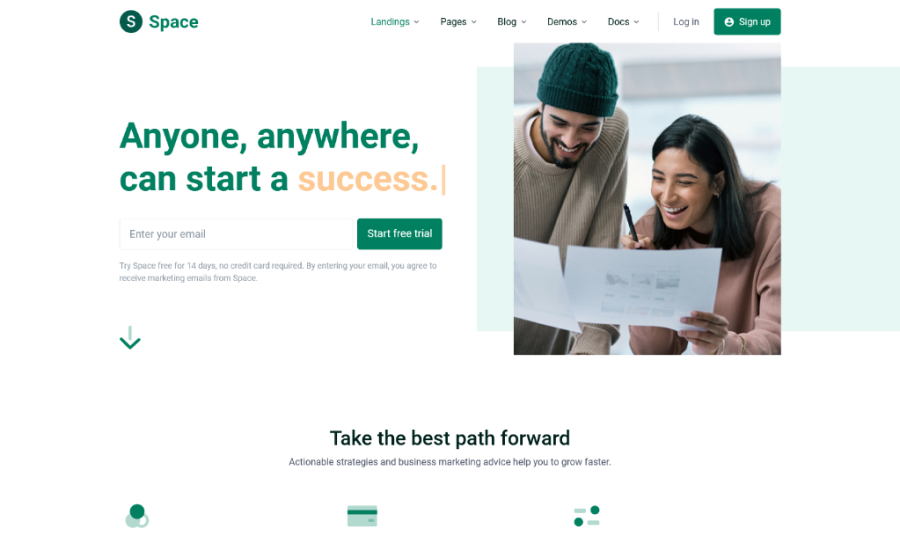 S Space
Landings Pages Blog Demos Docs Log in Sign up
Anyone, anywhere,
can start a success.|
Enter your email
Start free trial
Try Space free for 14 days, no credit card required. By entering your email, you agree to
receive marketing emails from Space.
Take the best path forward
Actionable strategies and business marketing advice help you to grow faster.